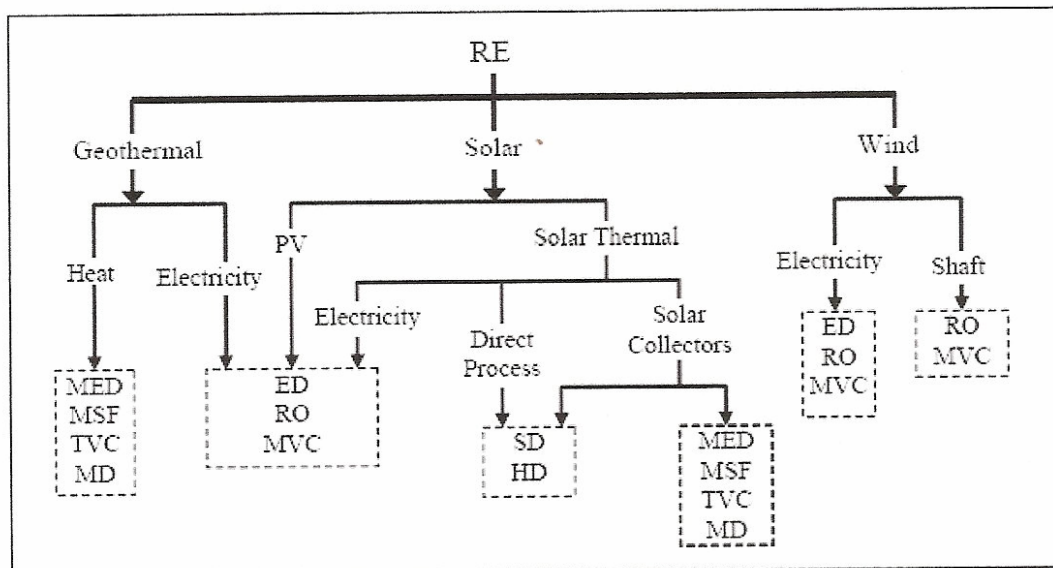 RE
Geothermal
Solar
Wind
PV
Solar Thermal
Heat
Electricity
Electricity
Shaft
Electricity
Direct
Process
Solar
Collectors
MED
MSF
TVC
MD
ED
RO
MVC
SD
HD
MED
MSF
TVC
MD
ED
RO
MVC
RO
MVC